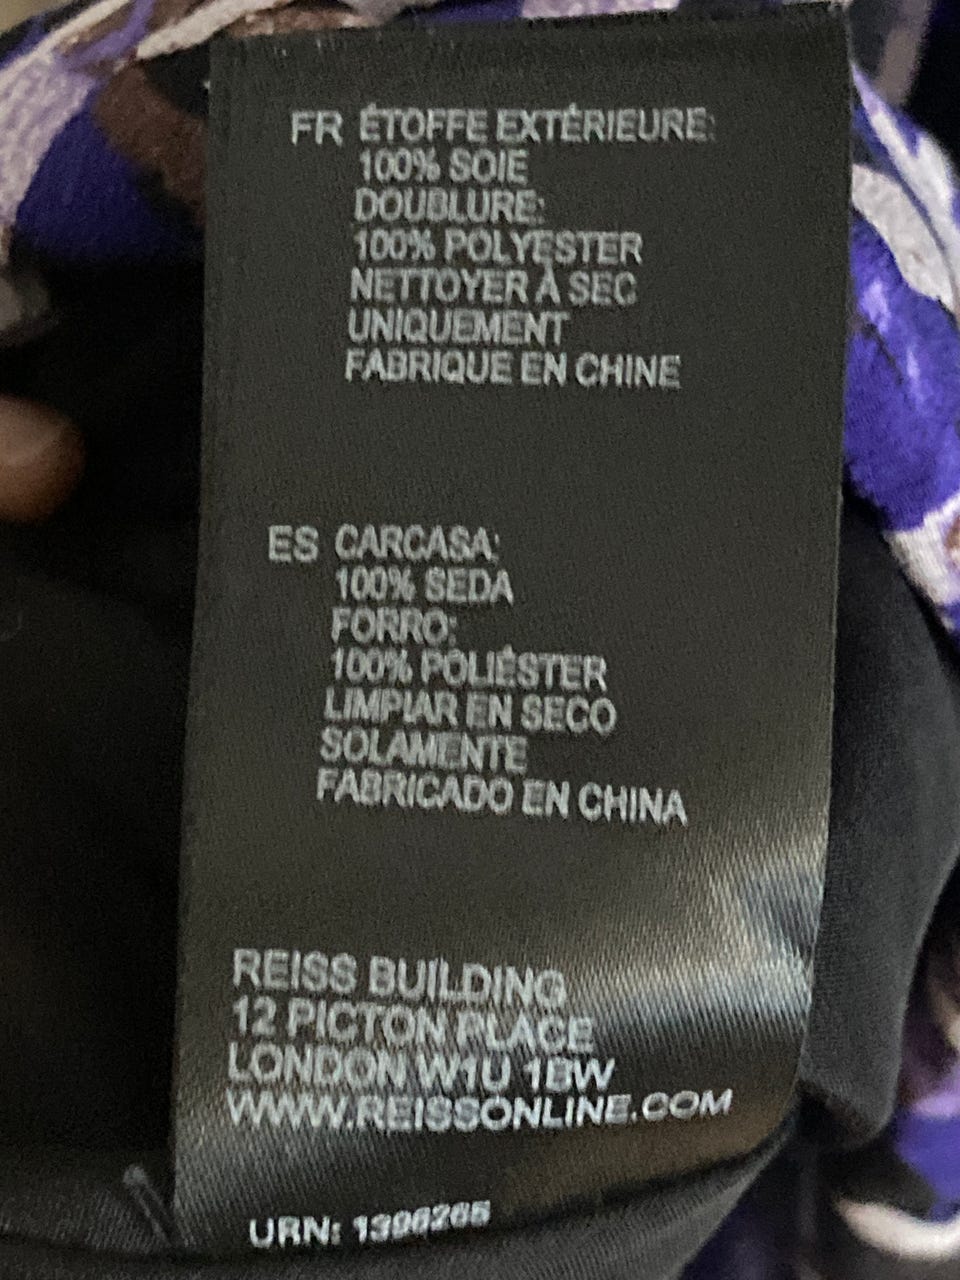 FR ÉTOFFE EXTÉRIEURE:
100% SOIE
DOUBLURE:
100% POLYESTER
NETTOYER À SEC
UNIQUEMENT
FABRIQUE EN CHINE
ES CARCASA:
100% SEDA
FORRO:
100% POLIÉSTER
LIMPIAR EN SECO
SOLAMENTE
FABRICADO EN CHINA
REISS BUILDING
12 PICTON PLACE
LONDON W1U 1BW
WWW.REISSONLINE.COM
URN: 1396265